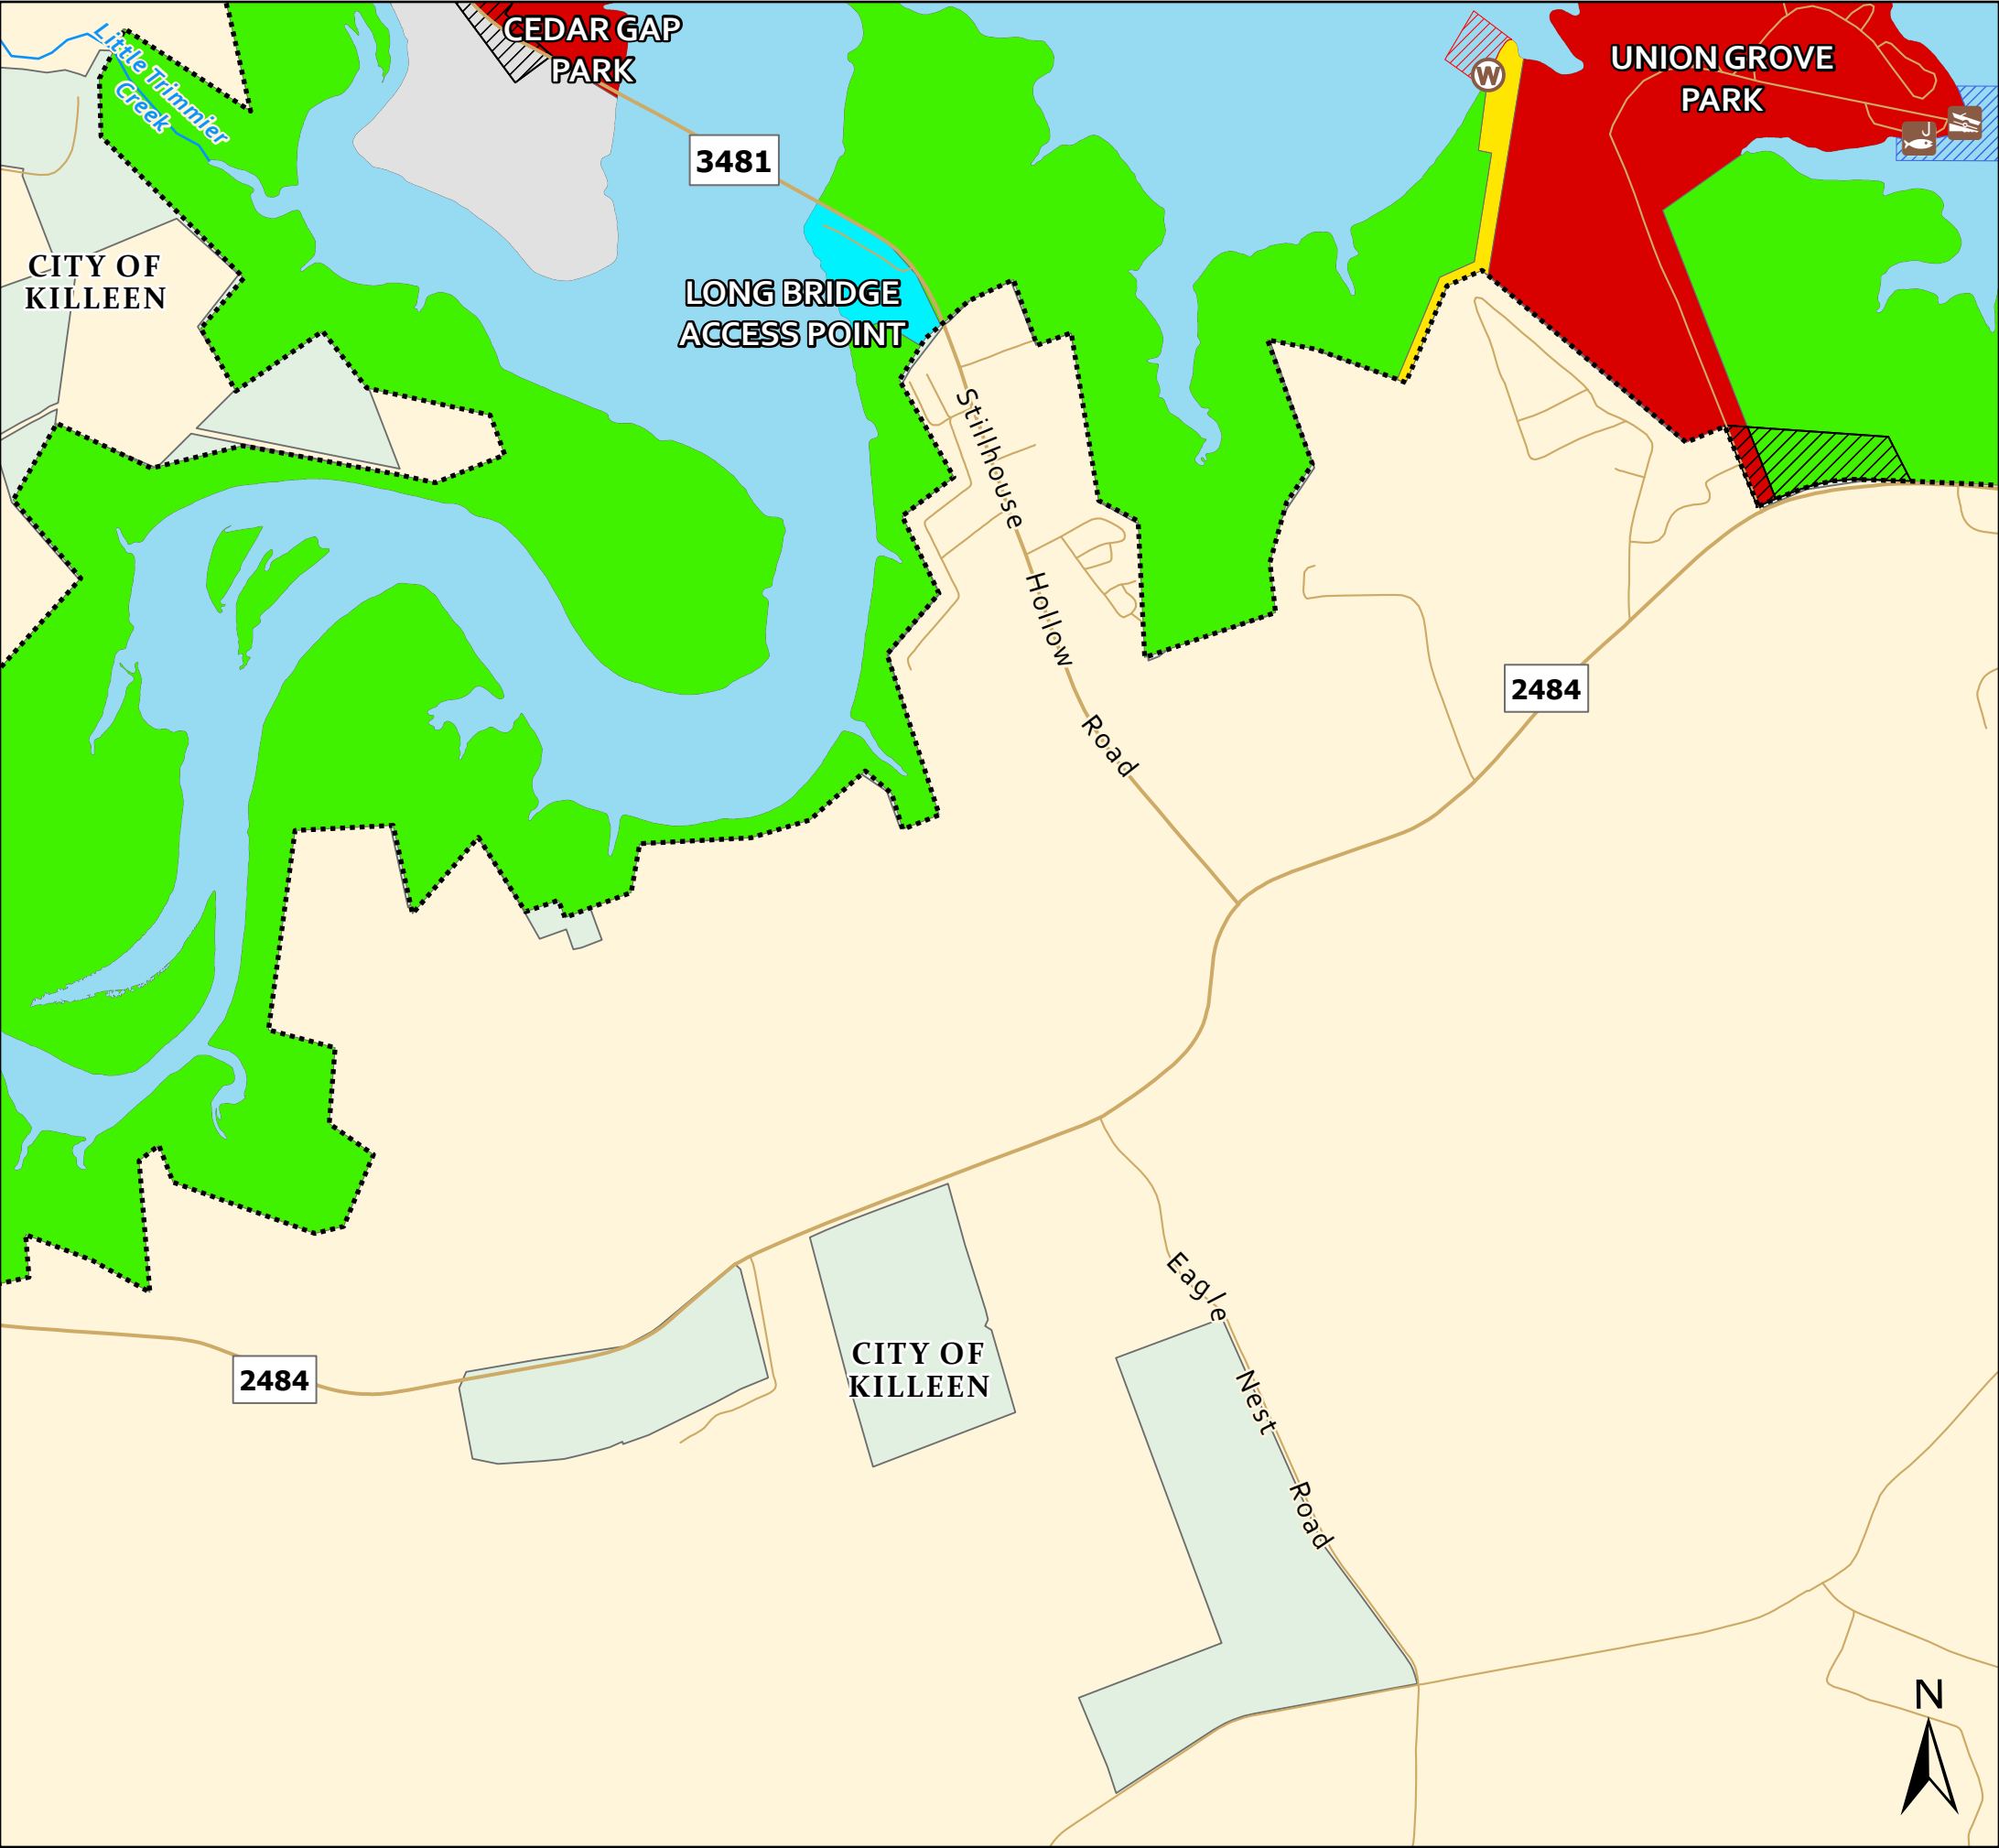 CEDAR GAP
PARK
UNION GROVE
PARK
Little Trimmier
Creek
W
3481
CITY OF
KILLEEN
LONG BRIDGE
ACCESS POINT
Stillhouse Hollow Road
2484
2484
CITY OF
KILLEEN
Eagle Nest Road
N